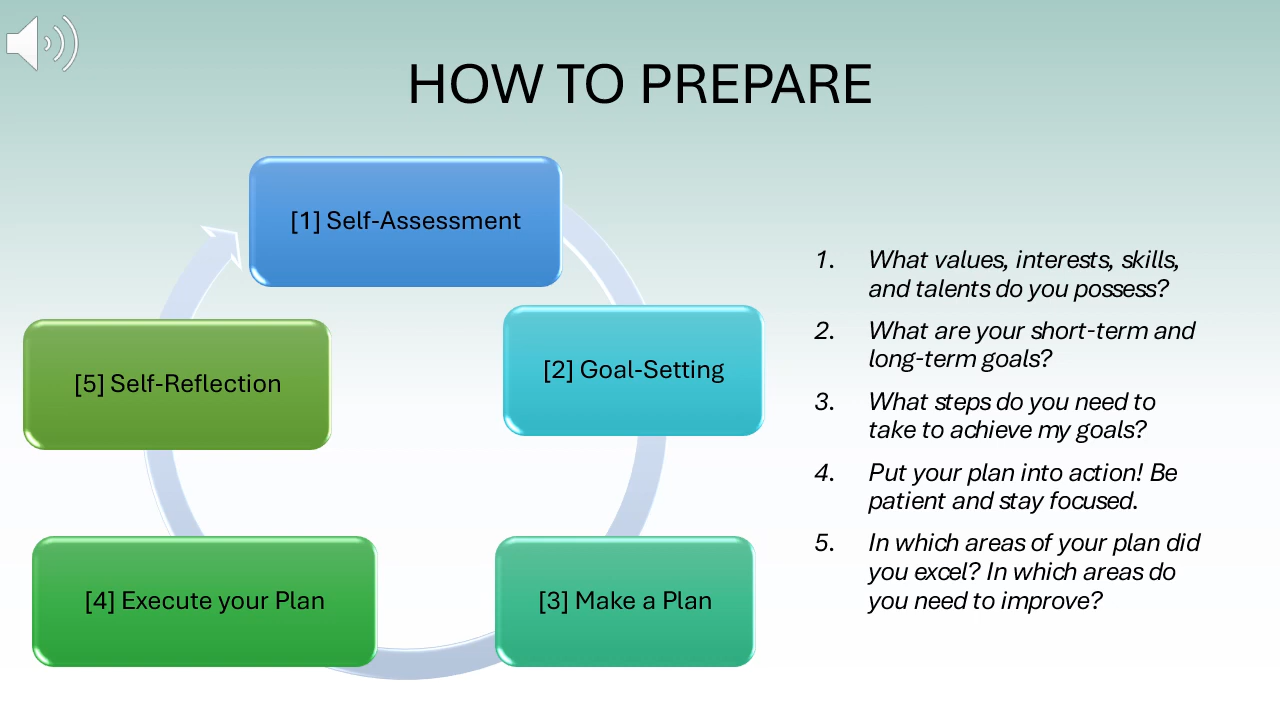 HOW TO PREPARE
[1] Self-Assessment
[2] Goal-Setting
[3] Make a Plan
[4] Execute your Plan
[5] Self-Reflection
1. What values, interests, skills,
and talents do you possess?
2. What are your short-term and
long-term goals?
3. What steps do you need to
take to achieve my goals?
4. Put your plan into action! Be
patient and stay focused.
5. In which areas of your plan did
you excel? In which areas do
you need to improve?